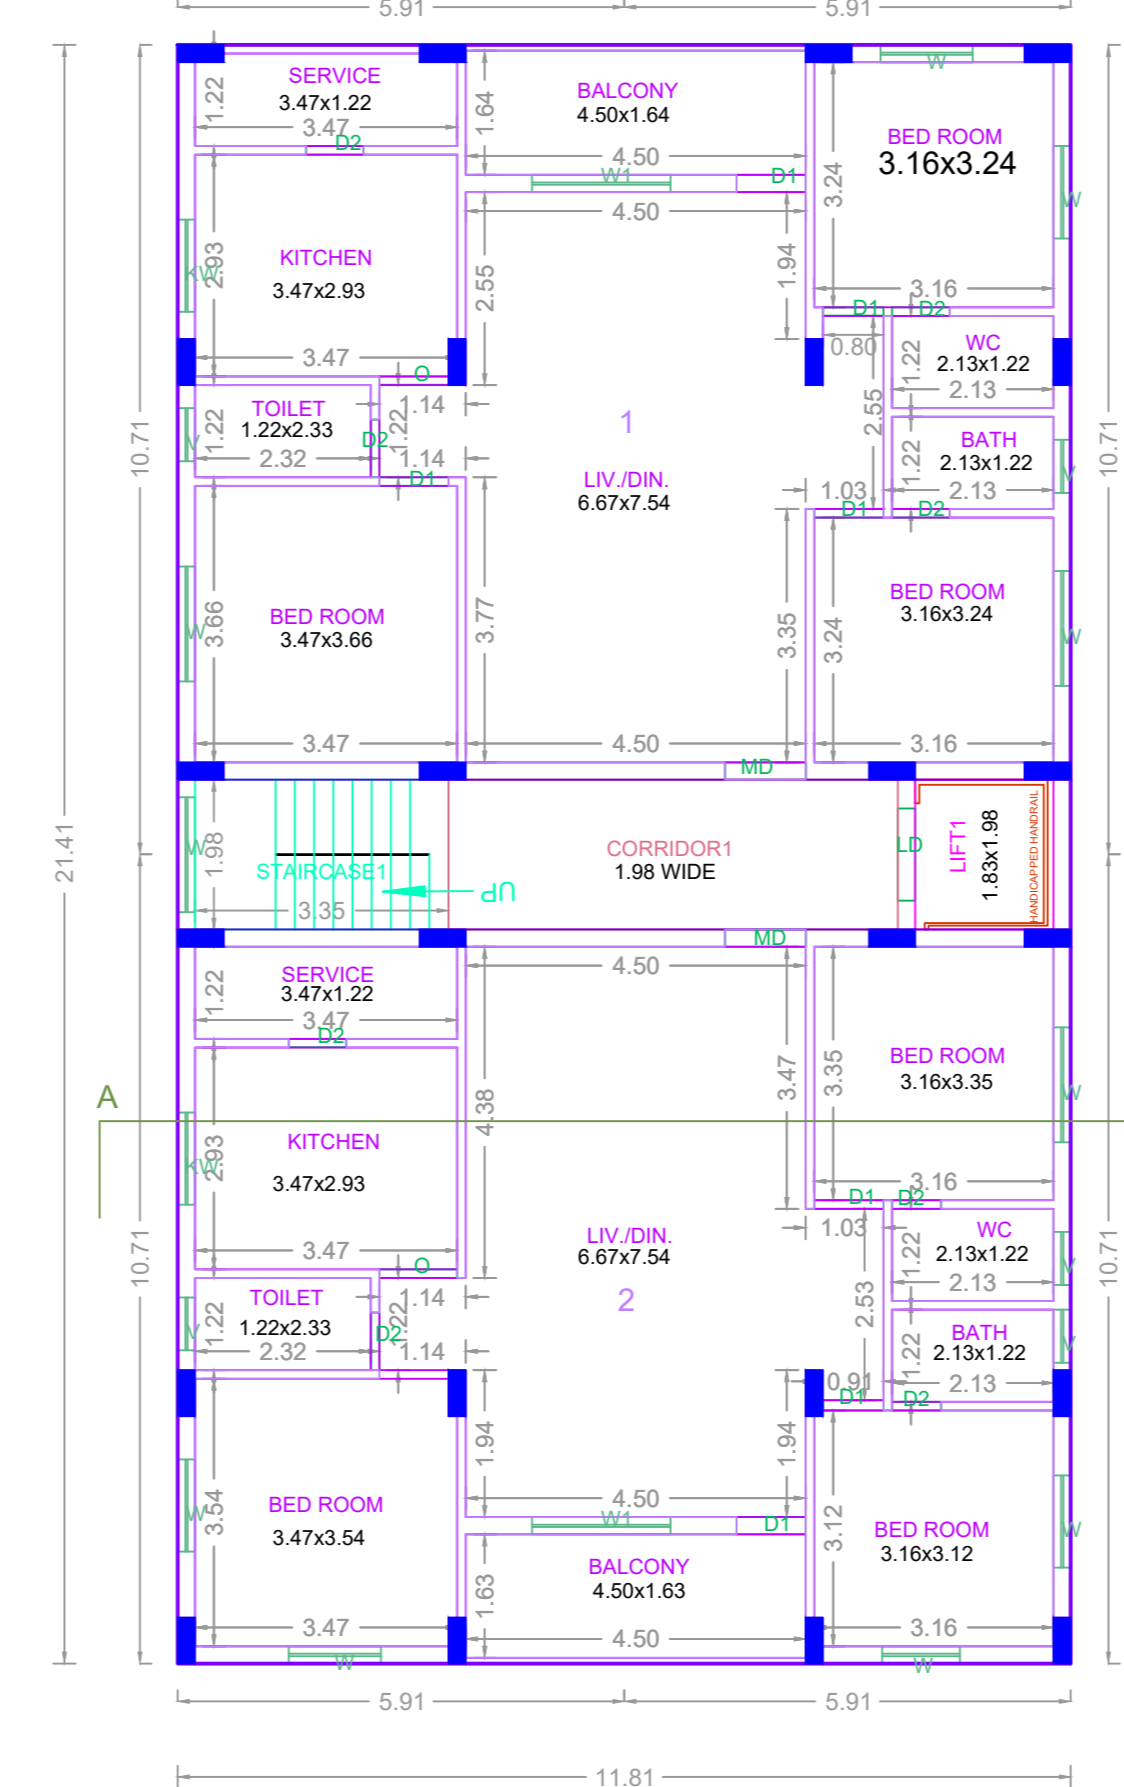 5.91
5.91
SERVICE
3.47x1.22
1.22
3.47
D2
BALCONY
4.50x1.64
1.64
4.50
W1
D1
4.50
W
BED ROOM
3.16x3.24
3.24
W
3.16
KITCHEN
3.47x2.93
2.93
KW
3.47
2.55
1.94
D1
D2
0.80
WC
2.13x1.22
1.22
2.13
O
TOILET
1.22x2.33
1.22
V
2.32
D2
1.14
1.22
1.14
D1
1
LIV./DIN.
6.67x7.54
2.55
BATH
2.13x1.22
1.22
2.13
V
1.03
D1
D2
10.71
10.71
BED ROOM
3.47x3.66
3.66
W
3.47
3.77
3.35
4.50
BED ROOM
3.16x3.24
3.24
W
3.16
MD
21.41
W
1.98
STAIRCASE1
3.35
UP
CORRIDOR1
1.98 WIDE
LD
LIFT1
1.83x1.98
HANDICAPPED HANDRAIL
MD
SERVICE
3.47x1.22
1.22
3.47
D2
4.50
BED ROOM
3.16x3.35
3.35
3.47
W
3.16
A
KITCHEN
3.47x2.93
2.93
KW
3.47
4.38
D1
D2
1.03
WC
2.13x1.22
1.22
2.13
V
O
TOILET
1.22x2.33
1.22
V
2.32
D2
1.14
1.22
1.14
LIV./DIN.
6.67x7.54
2
2.53
BATH
2.13x1.22
1.22
2.13
V
0.91
D1
D2
10.71
10.71
BED ROOM
3.47x3.54
3.54
W
3.47
W
1.94
1.94
4.50
W1
D1
BALCONY
4.50x1.63
1.63
4.50
BED ROOM
3.16x3.12
3.12
W
3.16
W
5.91
5.91
11.81